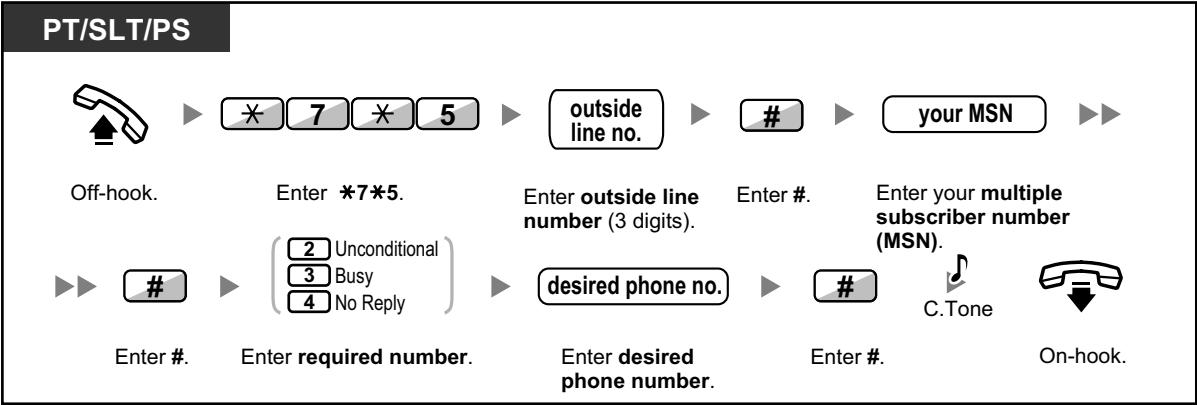 PT/SLT/PS
* 7 * 5
outside
line no.
#
your MSN
Off-hook.
Enter *7*5.
Enter outside line
number (3 digits).
Enter #.
Enter your multiple
subscriber number
(MSN).
#
2 Unconditional
3 Busy
4 No Reply
desired phone no.
#
C.Tone
Enter #.
Enter required number.
Enter desired
phone number.
Enter #.
On-hook.